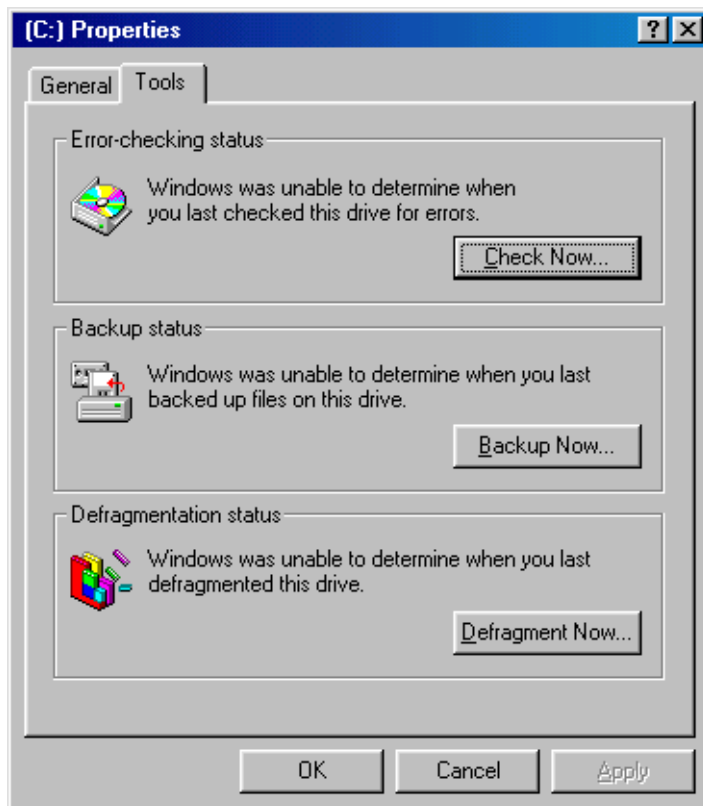 (C:) Properties
General
Tools
Error-checking status
Windows was unable to determine when
you last checked this drive for errors.
Check Now...
Backup status
Windows was unable to determine when you last
backed up files on this drive.
Backup Now...
Defragmentation status
Windows was unable to determine when you last
defragmented this drive.
Defragment Now...
OK
Cancel
Apply